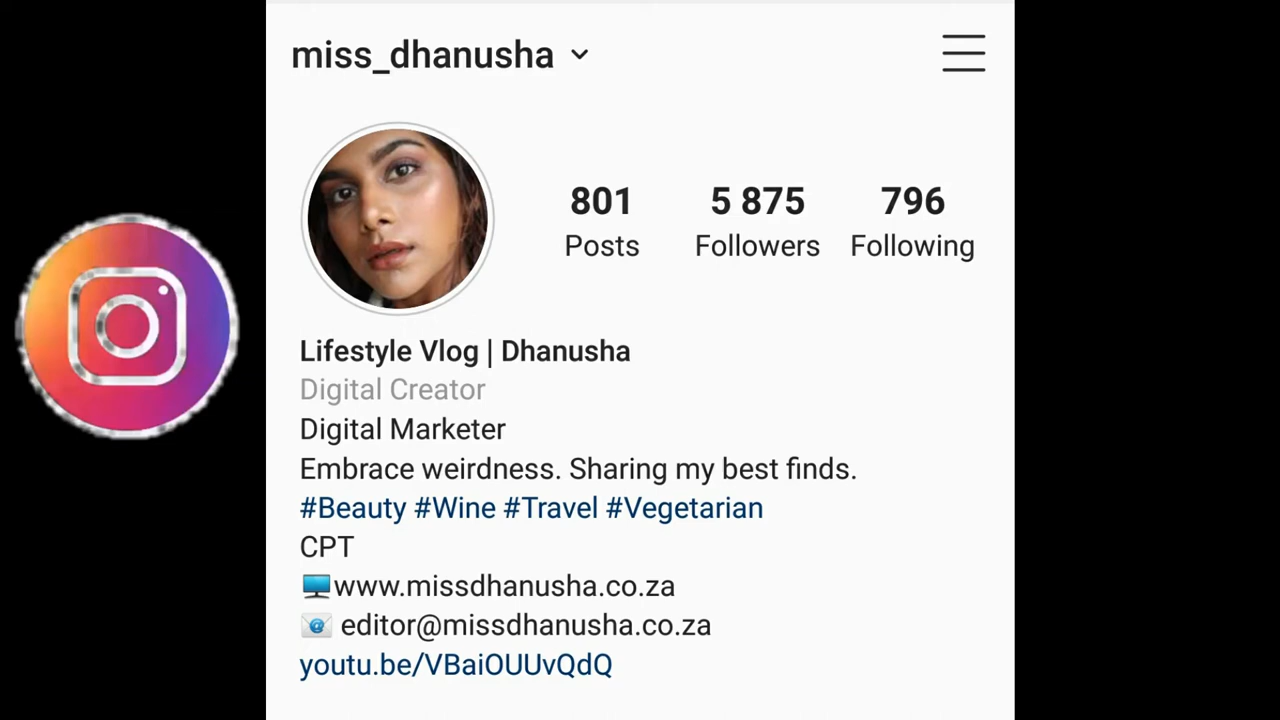 miss_dhanusha
801 5 875 796
Posts Followers Following
Lifestyle Vlog | Dhanusha
Digital Creator
Digital Marketer
Embrace weirdness. Sharing my best finds.
#Beauty #Wine #Travel #Vegetarian
CPT
www.missdhanusha.co.za
editor@missdhanusha.co.za
youtu.be/VBaiOUUvQdQ